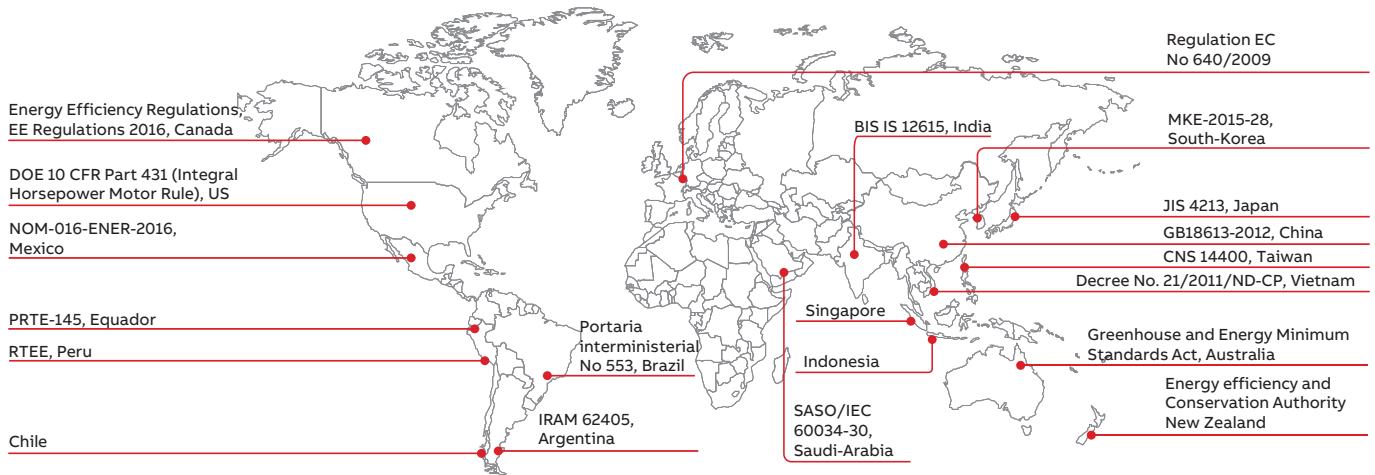 Energy Efficiency Regulations,
EE Regulations 2016, Canada
DOE 10 CFR Part 431 (Integral
Horsepower Motor Rule), US
NOM-016-ENER-2016,
Mexico
PRTE-145, Equador
RTEE, Peru
Chile
Portaria
interministerial
No 553, Brazil
IRAM 62405,
Argentina
Regulation EC
No 640/2009
BIS IS 12615, India
MKE-2015-28,
South-Korea
JIS 4213, Japan
GB18613-2012, China
CNS 14400, Taiwan
Decree No. 21/2011/ND-CP, Vietnam
Singapore
Indonesia
SASO/IEC
60034-30,
Saudi-Arabia
Greenhouse and Energy Minimum
Standards Act, Australia
Energy efficiency and
Conservation Authority
New Zealand